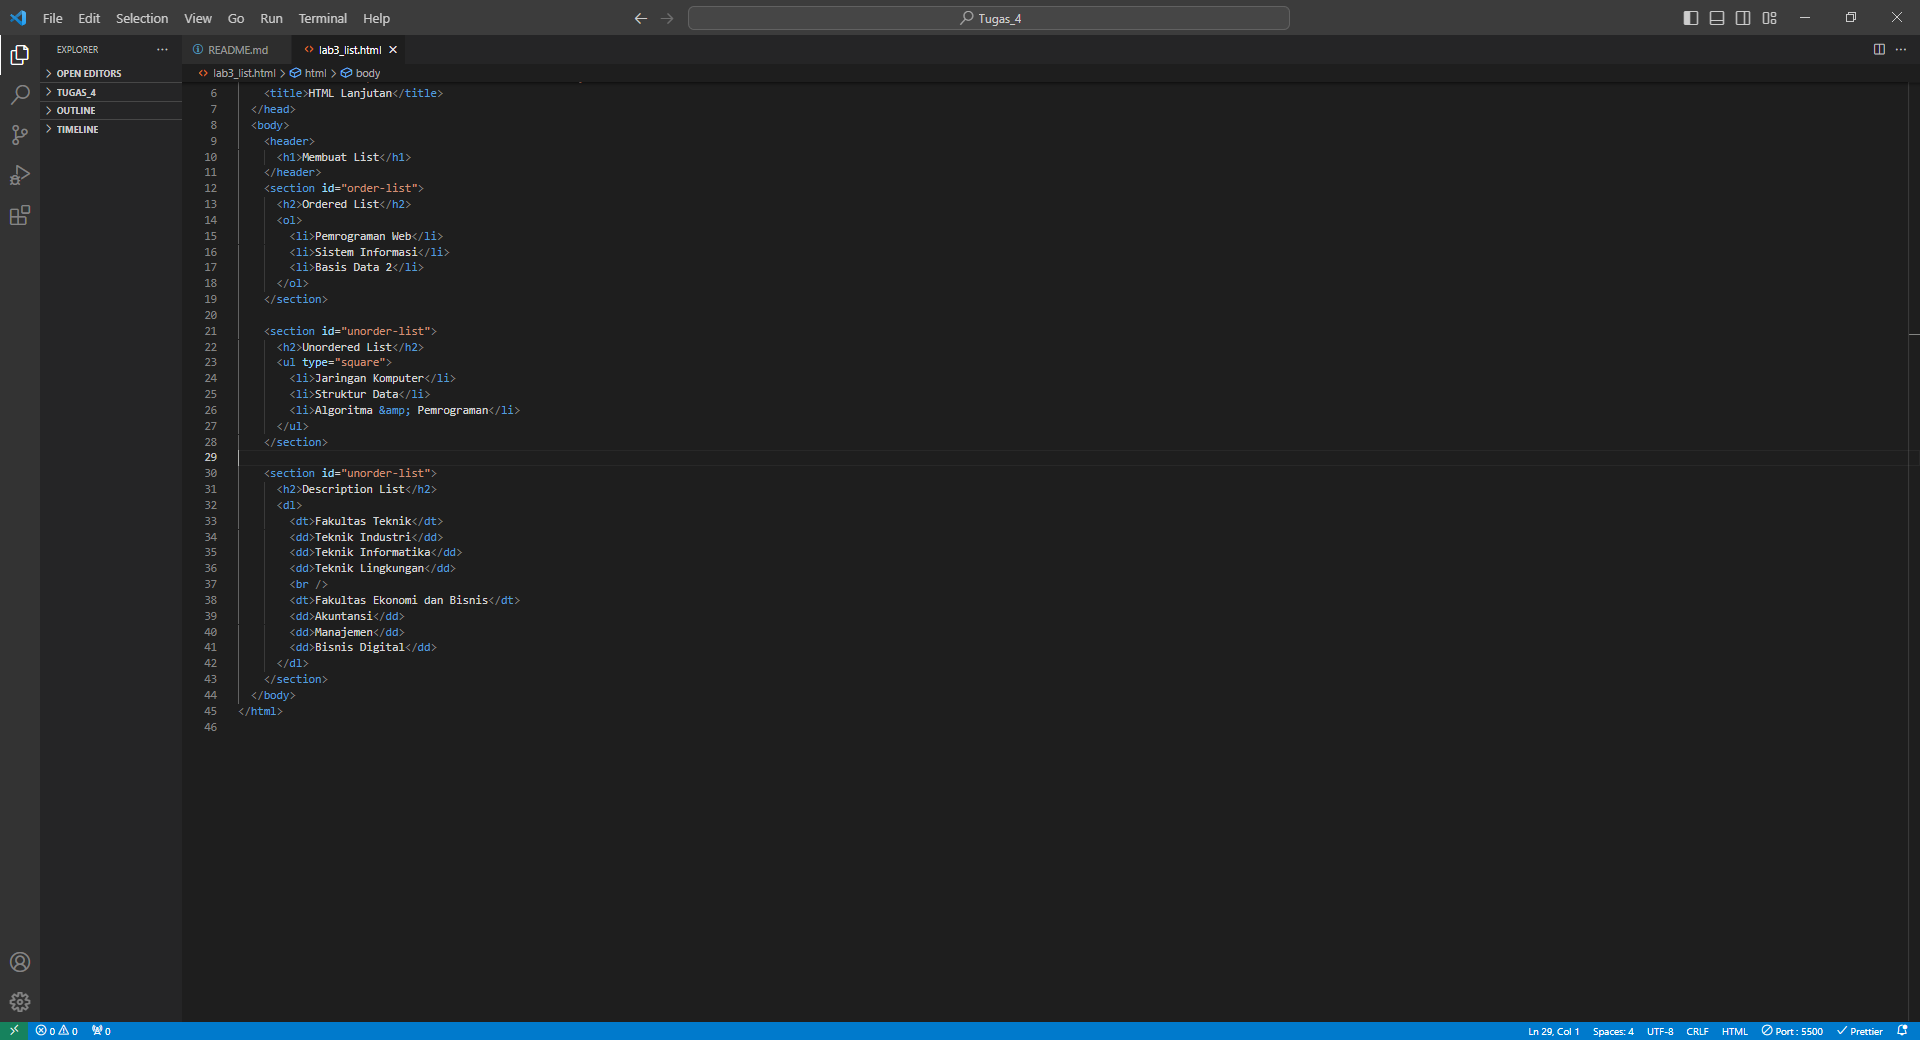 File Edit Selection View Go Run Terminal Help
Tugas_4
EXPLORER
OPEN EDITORS
TUGAS_4
OUTLINE
TIMELINE
README.md
lab3_list.html
lab3_list.html > html > body
6 <title>HTML Lanjutan</title>
7 </head>
8 <body>
9 <header>
10 <h1>Membuat List</h1>
11 </header>
12 <section id="order-list">
13 <h2>Ordered List</h2>
14 <ol>
15 <li>Pemrograman Web</li>
16 <li>Sistem Informasi</li>
17 <li>Basis Data 2</li>
18 </ol>
19 </section>
20
21 <section id="unorder-list">
22 <h2>Unordered List</h2>
23 <ul type="square">
24 <li>Jaringan Komputer</li>
25 <li>Struktur Data</li>
26 <li>Algoritma &amp; Pemrograman</li>
27 </ul>
28 </section>
29
30 <section id="unorder-list">
31 <h2>Description List</h2>
32 <dl>
33 <dt>Fakultas Teknik</dt>
34 <dd>Teknik Industri</dd>
35 <dd>Teknik Informatika</dd>
36 <dd>Teknik Lingkungan</dd>
37 <br />
38 <dt>Fakultas Ekonomi dan Bisnis</dt>
39 <dd>Akuntansi</dd>
40 <dd>Manajemen</dd>
41 <dd>Bisnis Digital</dd>
42 </dl>
43 </section>
44 </body>
45 </html>
46
0 0 0 Ln 29, Col 1 Spaces: 4 UTF-8 CRLF HTML Port : 5500 Prettier